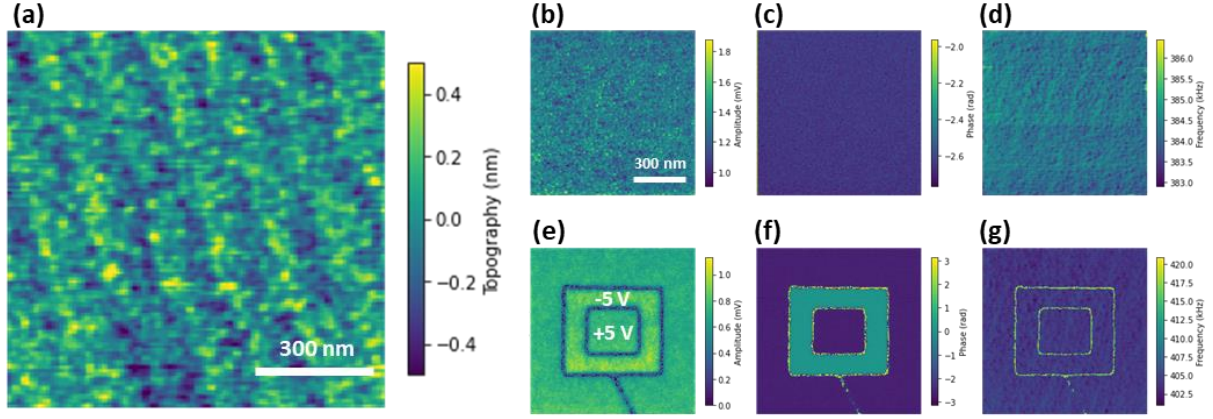 (a)
0.4
0.2
0.0
−0.2
−0.4
Topography (nm)
300 nm
(b)
1.8
1.6
1.4
1.2
1.0
Amplitude (mV)
300 nm
(c)
−2.0
−2.2
−2.4
−2.6
Phase (rad)
(d)
386.0
385.5
385.0
384.5
384.0
383.5
383.0
Frequency (kHz)
(e)
-5 V
+5 V
1.0
0.8
0.6
0.4
0.2
0.0
Amplitude (mV)
(f)
3
2
1
0
−1
−2
−3
Phase (rad)
(g)
420.0
417.5
415.0
412.5
410.0
407.5
405.0
402.5
Frequency (kHz)